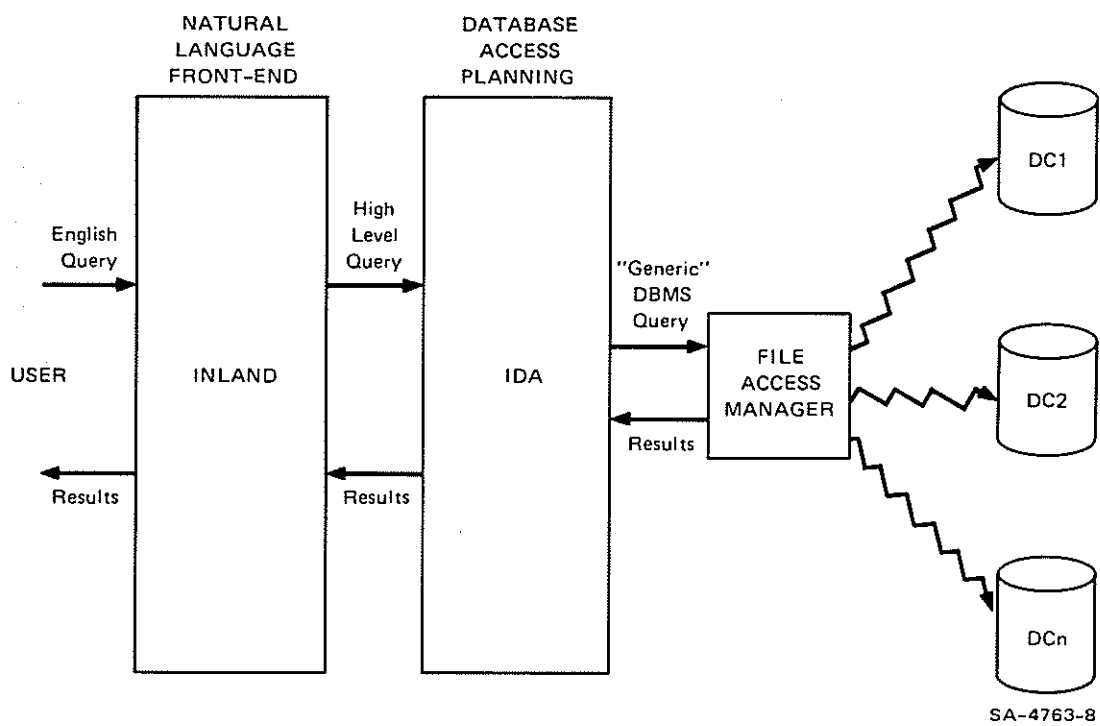 NATURAL
LANGUAGE
FRONT-END
DATABASE
ACCESS
PLANNING
DC1
English
Query
High
Level
Query
"Generic"
DBMS
Query
USER
INLAND
IDA
FILE
ACCESS
MANAGER
DC2
Results
Results
Results
DCn
SA-4763-8